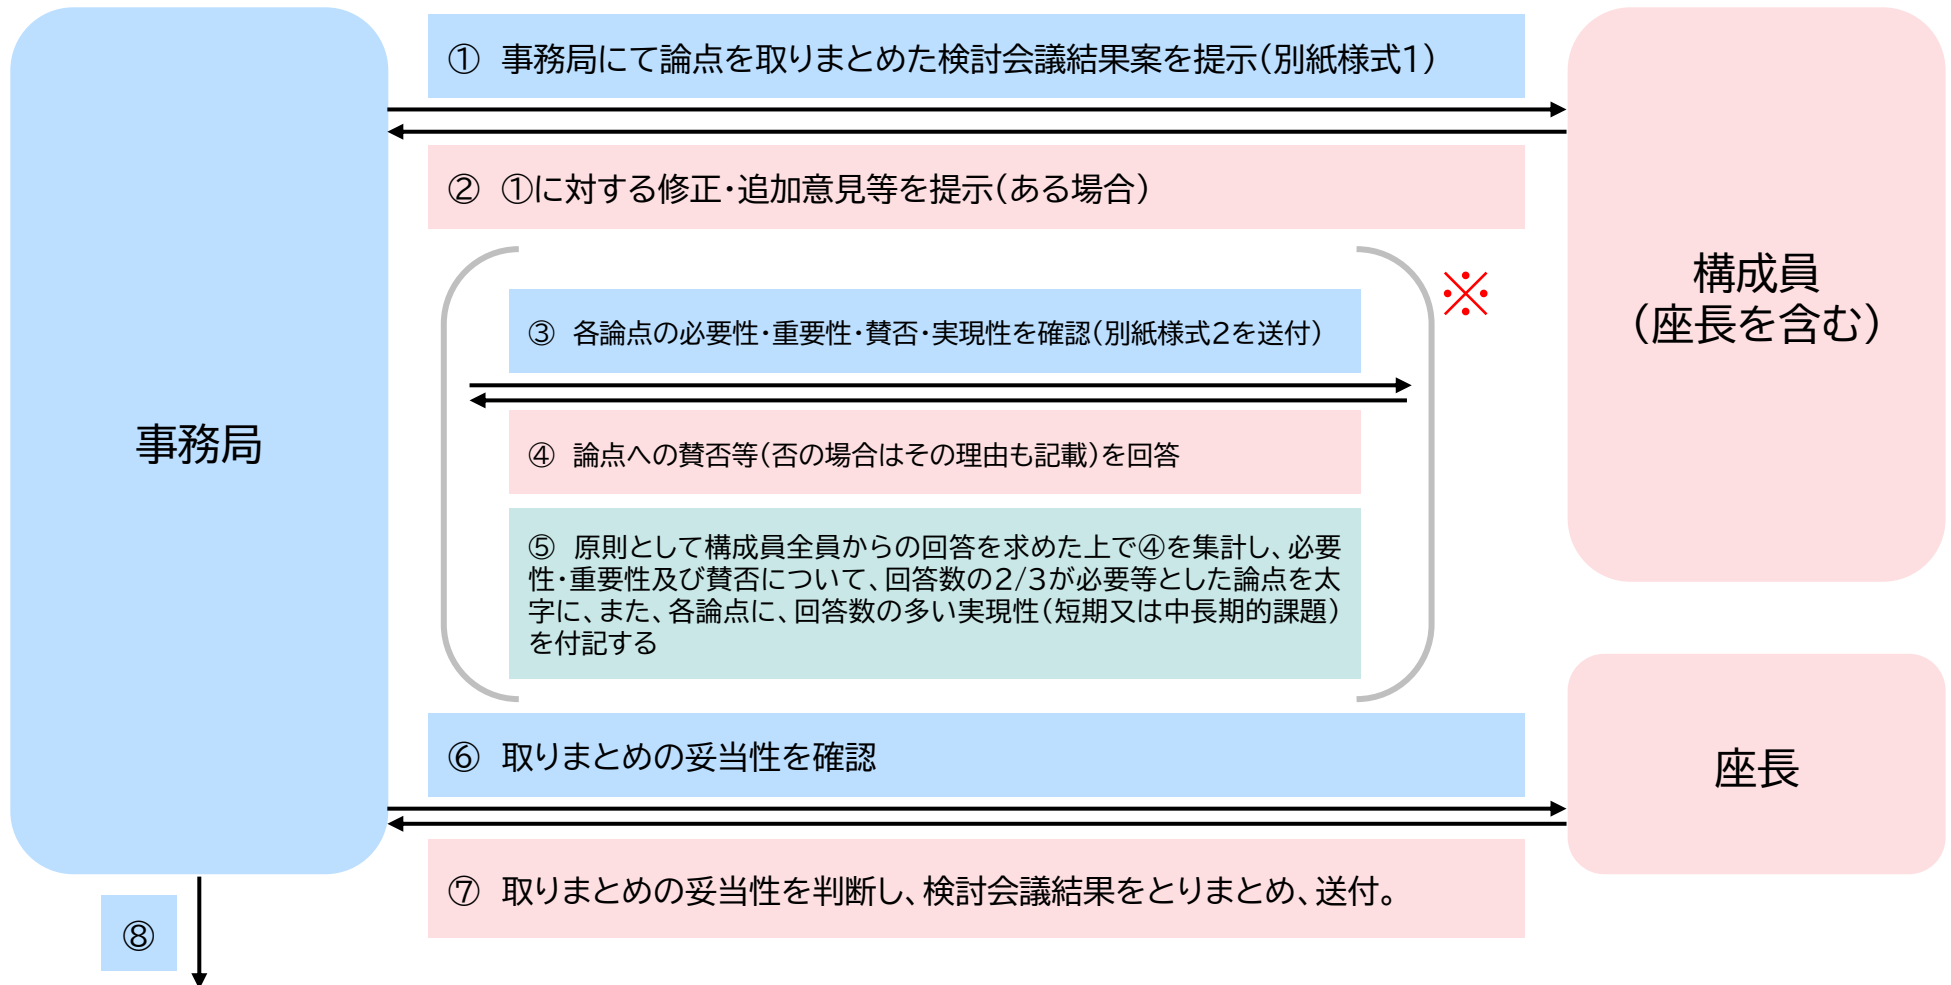 ① 事務局にて論点を取りまとめた検討会議結果案を提示(別紙様式1)
② ①に対する修正・追加意見等を提示(ある場合)
※
③ 各論点の必要性・重要性・賛否・実現性を確認(別紙様式2を送付)
④ 論点への賛否等(否の場合はその理由も記載)を回答
⑤ 原則として構成員全員からの回答を求めた上で④を集計し、必要
性・重要性及び賛否について、回答数の2/3が必要等とした論点を太
字に、また、各論点に、回答数の多い実現性(短期又は中長期的課題)
を付記する
事務局
構成員
(座長を含む)
⑥ 取りまとめの妥当性を確認
座長
⑦ 取りまとめの妥当性を判断し、検討会議結果をとりまとめ、送付。
⑧